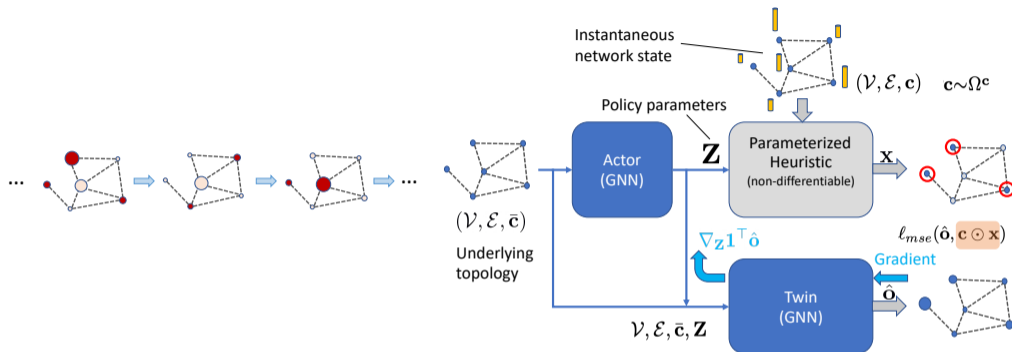 Instantaneous
network state
(𝒱, ℰ, 𝐜)    𝐜~Ω^𝐜
Policy parameters
Actor
(GNN)
𝐙
Parameterized
Heuristic
(non-differentiable)
𝐱
...
...
(𝒱, ℰ, 𝐜̄)
Underlying
topology
∇_𝐙 𝟏^⊤ 𝐨̂
ℓ_mse(𝐨̂, 𝐜 ⊙ 𝐱)
Gradient
Twin
(GNN)
𝐨̂
𝒱, ℰ, 𝐜̄, 𝐙